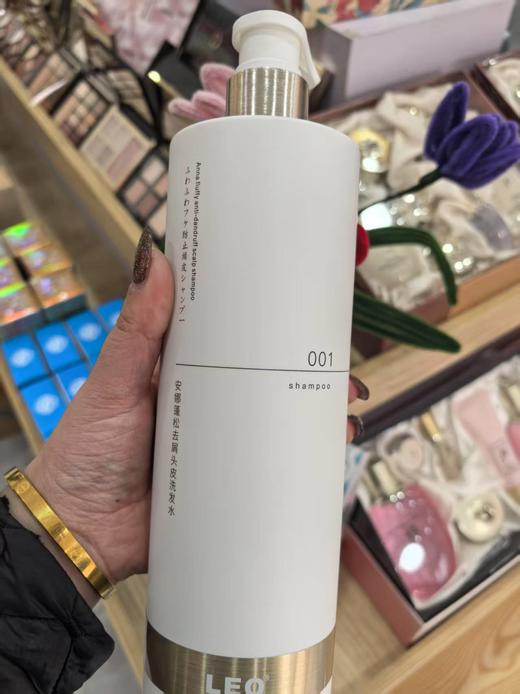 Anna fluffy anti-dandruff scalp shampoo
ふわふわフケ防止頭皮シャンプー
001
shampoo
安娜蓬松去屑头皮洗发水
LEO